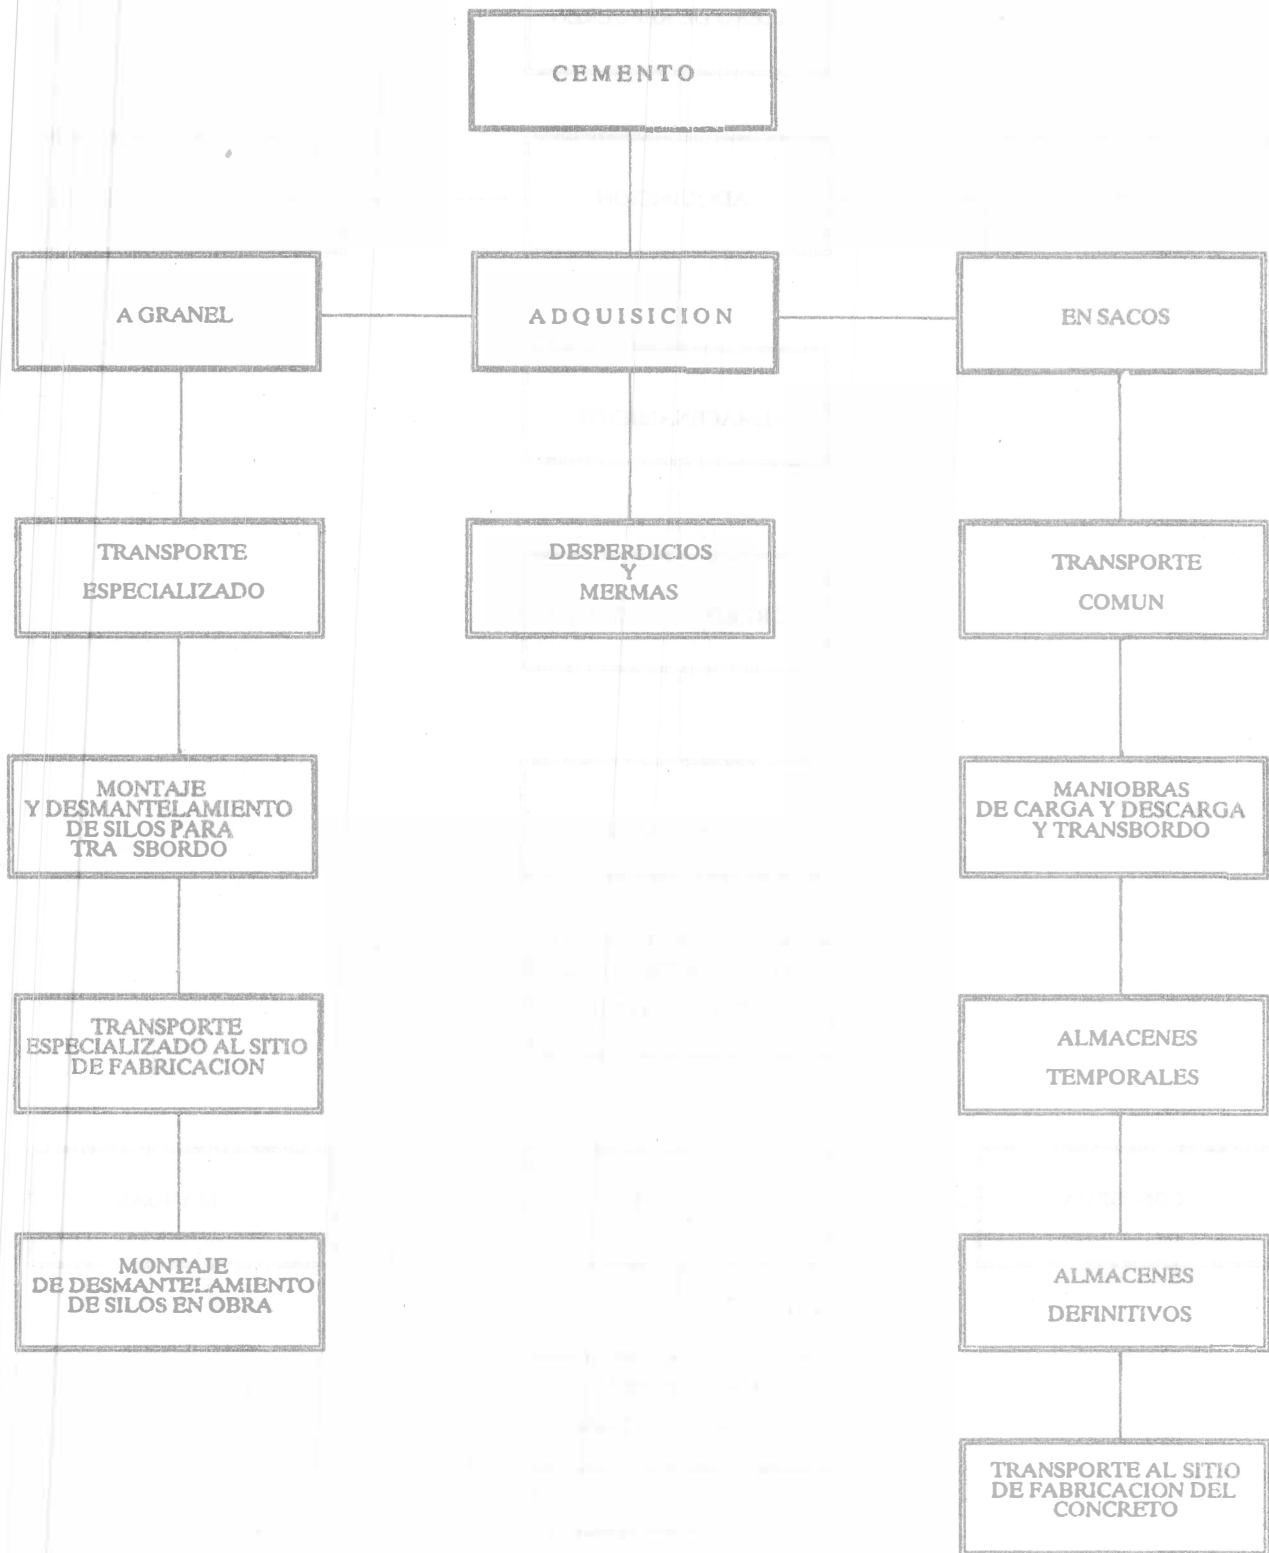 CEMENTO
A GRANEL
ADQUISICION
EN SACOS
TRANSPORTE
ESPECIALIZADO
DESPERDICIOS
Y
MERMAS
TRANSPORTE
COMUN
MONTAJE
Y DESMANTELAMIENTO
DE SILOS PARA
TRA SBORDO
MANIOBRAS
DE CARGA Y DESCARGA
Y TRANSBORDO
TRANSPORTE
ESPECIALIZADO AL SITIO
DE FABRICACION
ALMACENES
TEMPORALES
MONTAJE
DE DESMANTELAMIENTO
DE SILOS EN OBRA
ALMACENES
DEFINITIVOS
TRANSPORTE AL SITIO
DE FABRICACION DEL
CONCRETO